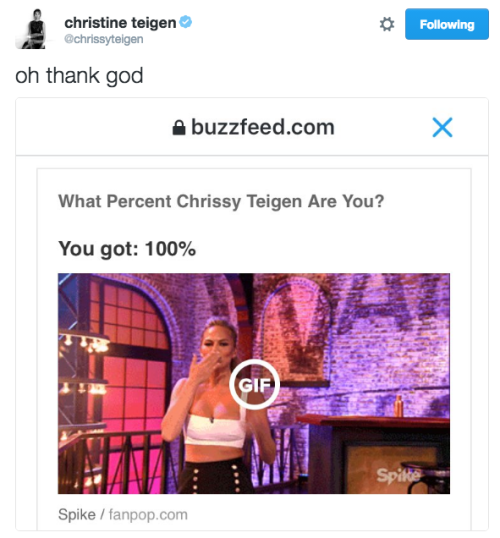 christine teigen
@chrissyteigen
Following
oh thank god
buzzfeed.com
What Percent Chrissy Teigen Are You?
You got: 100%
GIF
Spike
Spike / fanpop.com